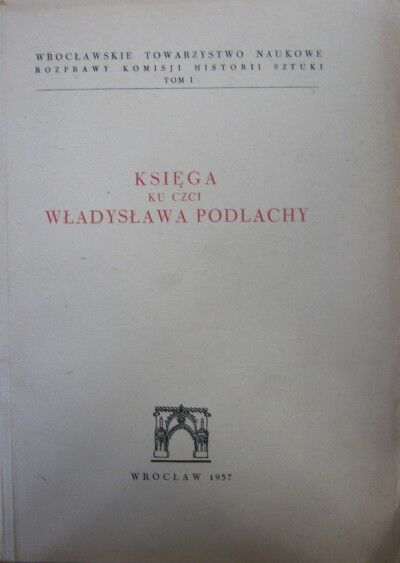 WROCŁAWSKIE TOWARZYSTWO NAUKOWE
ROZPRAWY KOMISJI HISTORII SZTUKI
TOM I
KSIĘGA
KU CZCI
WŁADYSŁAWA PODLACHY
WROCŁAW 1957